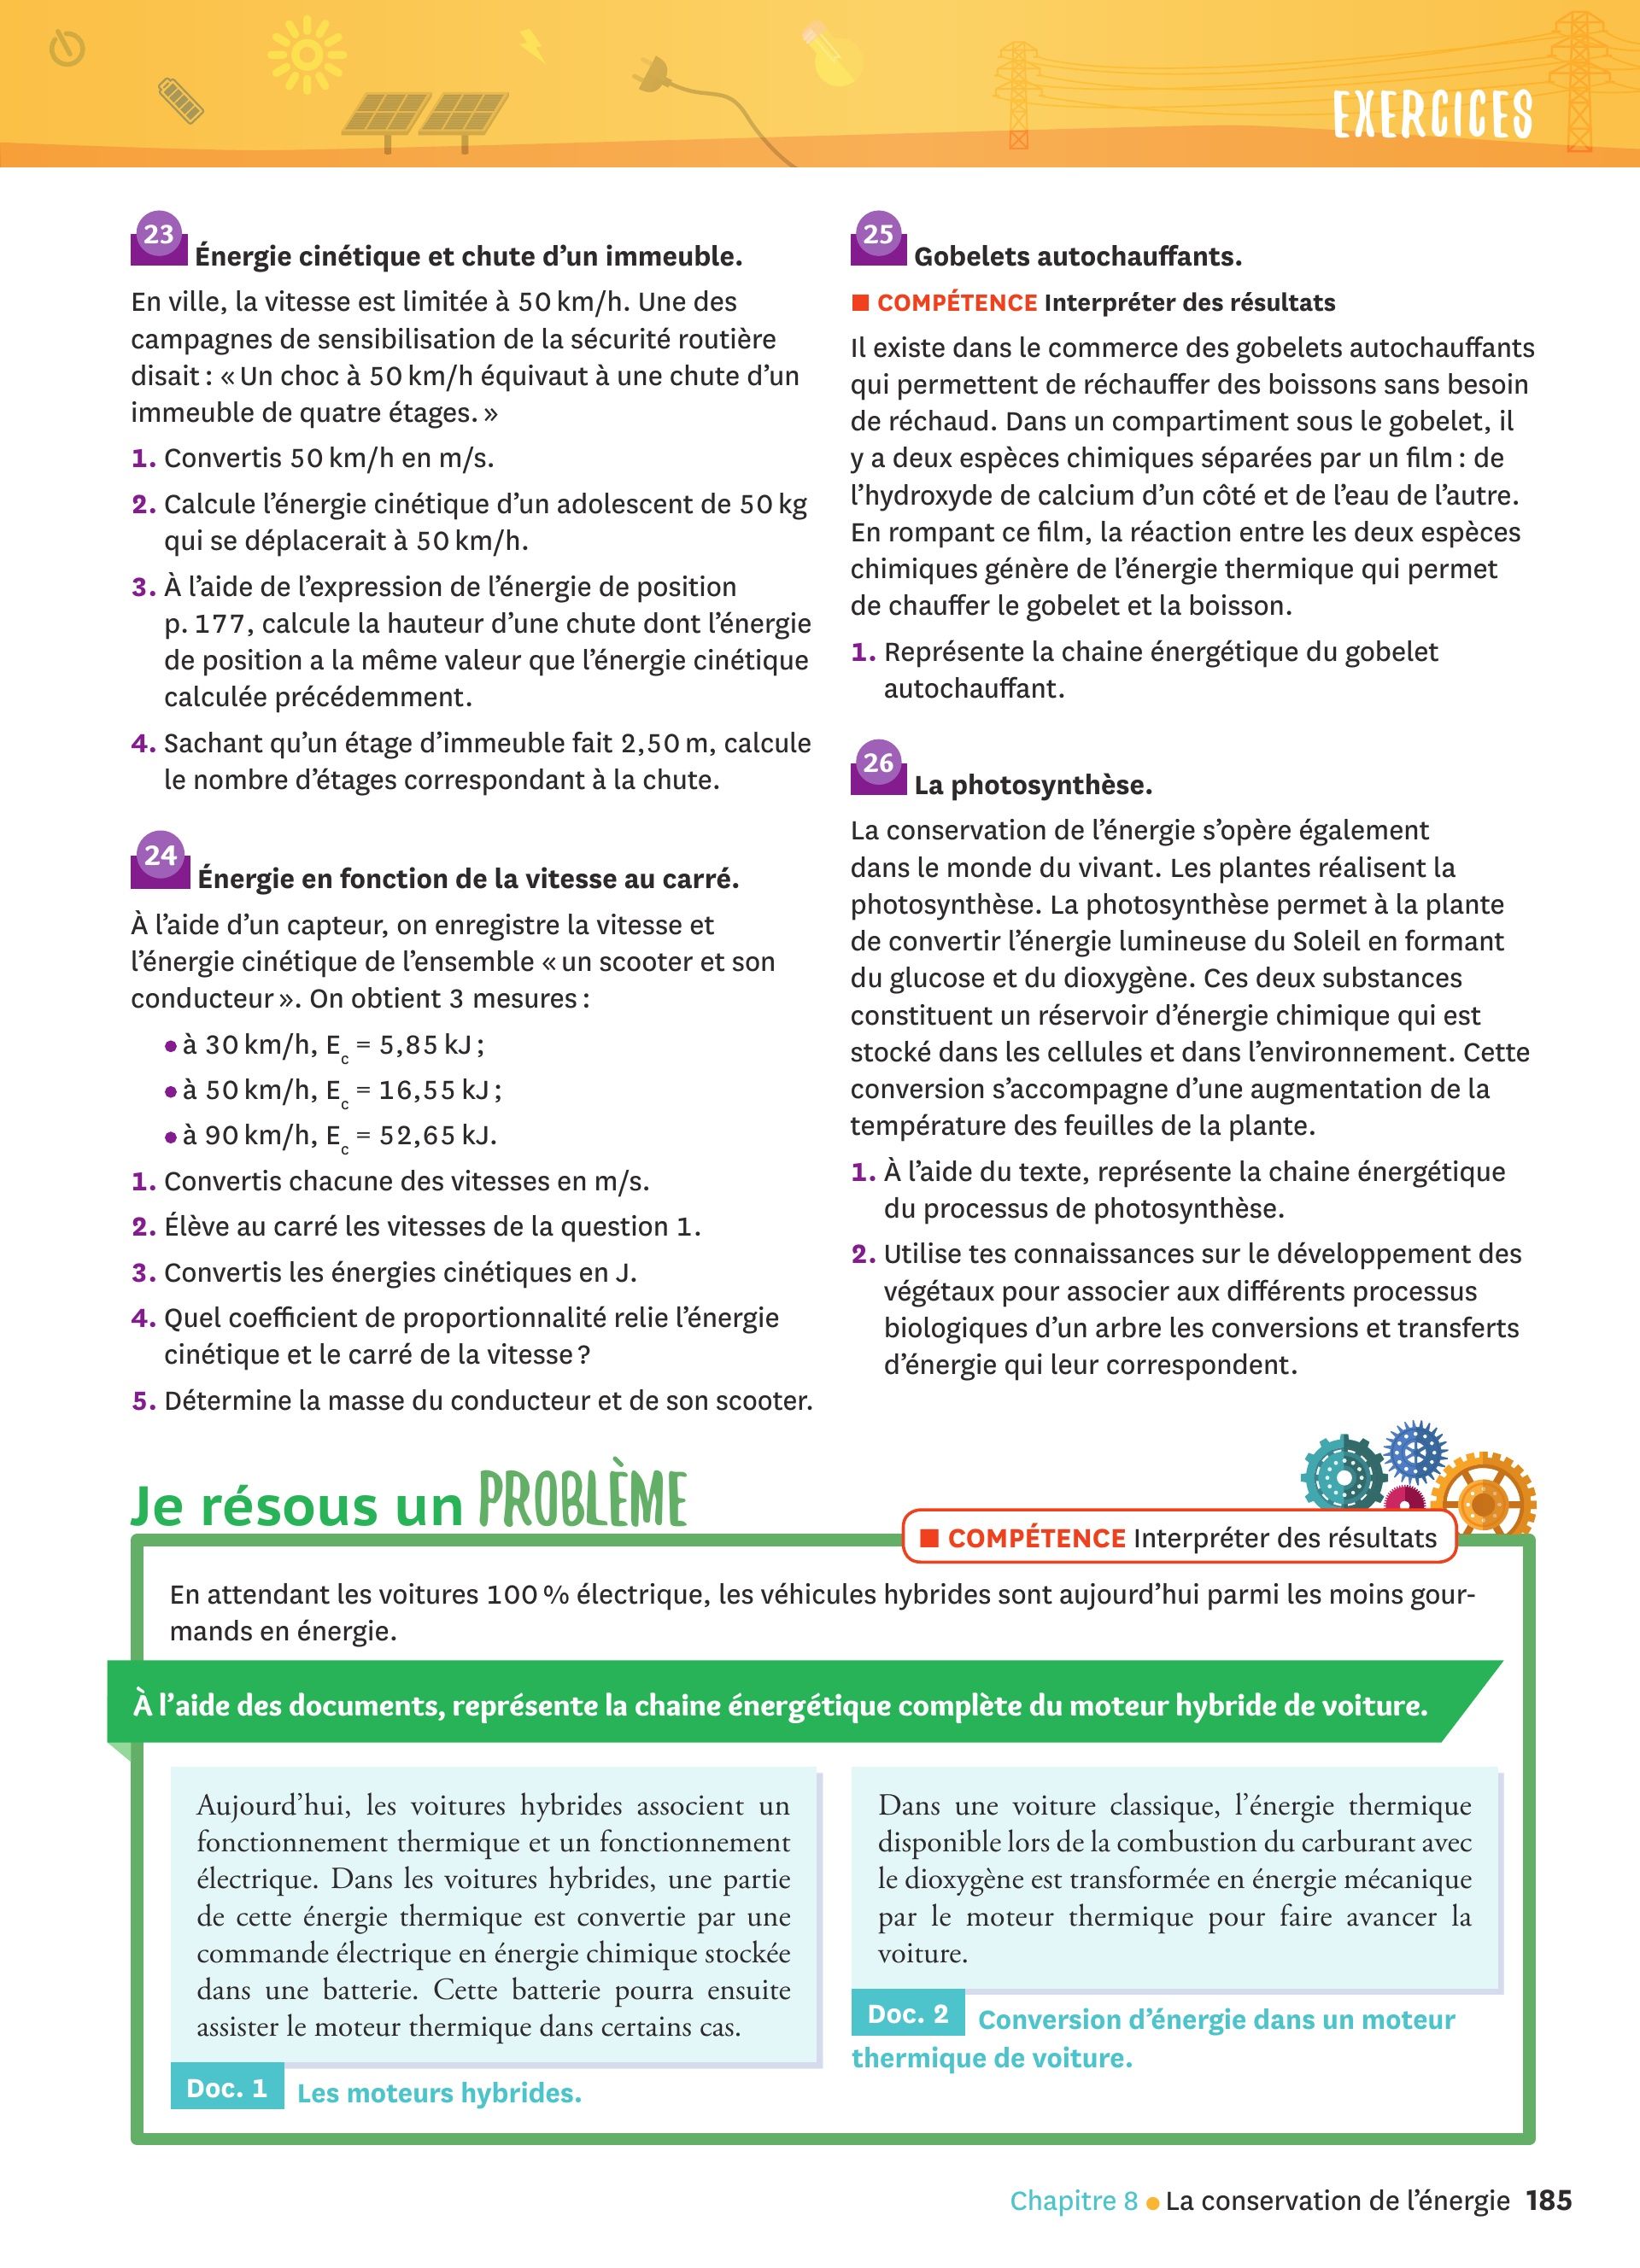 EXERCICES
23 Énergie cinétique et chute d’un immeuble.
En ville, la vitesse est limitée à 50 km/h. Une des
campagnes de sensibilisation de la sécurité routière
disait : « Un choc à 50 km/h équivaut à une chute d’un
immeuble de quatre étages. »
1. Convertis 50 km/h en m/s.
2. Calcule l’énergie cinétique d’un adolescent de 50 kg
qui se déplacerait à 50 km/h.
3. À l’aide de l’expression de l’énergie de position
p. 177, calcule la hauteur d’une chute dont l’énergie
de position a la même valeur que l’énergie cinétique
calculée précédemment.
4. Sachant qu’un étage d’immeuble fait 2,50 m, calcule
le nombre d’étages correspondant à la chute.
24 Énergie en fonction de la vitesse au carré.
À l’aide d’un capteur, on enregistre la vitesse et
l’énergie cinétique de l’ensemble « un scooter et son
conducteur ». On obtient 3 mesures :
• à 30 km/h, Ec = 5,85 kJ ;
• à 50 km/h, Ec = 16,55 kJ ;
• à 90 km/h, Ec = 52,65 kJ.
1. Convertis chacune des vitesses en m/s.
2. Élève au carré les vitesses de la question 1.
3. Convertis les énergies cinétiques en J.
4. Quel coefficient de proportionnalité relie l’énergie
cinétique et le carré de la vitesse ?
5. Détermine la masse du conducteur et de son scooter.
25 Gobelets autochauffants.
■ COMPÉTENCE Interpréter des résultats
Il existe dans le commerce des gobelets autochauffants
qui permettent de réchauffer des boissons sans besoin
de réchaud. Dans un compartiment sous le gobelet, il
y a deux espèces chimiques séparées par un film : de
l’hydroxyde de calcium d’un côté et de l’eau de l’autre.
En rompant ce film, la réaction entre les deux espèces
chimiques génère de l’énergie thermique qui permet
de chauffer le gobelet et la boisson.
1. Représente la chaine énergétique du gobelet
autochauffant.
26 La photosynthèse.
La conservation de l’énergie s’opère également
dans le monde du vivant. Les plantes réalisent la
photosynthèse. La photosynthèse permet à la plante
de convertir l’énergie lumineuse du Soleil en formant
du glucose et du dioxygène. Ces deux substances
constituent un réservoir d’énergie chimique qui est
stocké dans les cellules et dans l’environnement. Cette
conversion s’accompagne d’une augmentation de la
température des feuilles de la plante.
1. À l’aide du texte, représente la chaine énergétique
du processus de photosynthèse.
2. Utilise tes connaissances sur le développement des
végétaux pour associer aux différents processus
biologiques d’un arbre les conversions et transferts
d’énergie qui leur correspondent.
Je résous un PROBLÈME
■ COMPÉTENCE Interpréter des résultats
En attendant les voitures 100 % électrique, les véhicules hybrides sont aujourd’hui parmi les moins gour-
mands en énergie.
À l’aide des documents, représente la chaine énergétique complète du moteur hybride de voiture.
Aujourd’hui, les voitures hybrides associent un
fonctionnement thermique et un fonctionnement
électrique. Dans les voitures hybrides, une partie
de cette énergie thermique est convertie par une
commande électrique en énergie chimique stockée
dans une batterie. Cette batterie pourra ensuite
assister le moteur thermique dans certains cas.
Doc. 1 Les moteurs hybrides.
Dans une voiture classique, l’énergie thermique
disponible lors de la combustion du carburant avec
le dioxygène est transformée en énergie mécanique
par le moteur thermique pour faire avancer la
voiture.
Doc. 2 Conversion d’énergie dans un moteur
thermique de voiture.
Chapitre 8 • La conservation de l’énergie 185